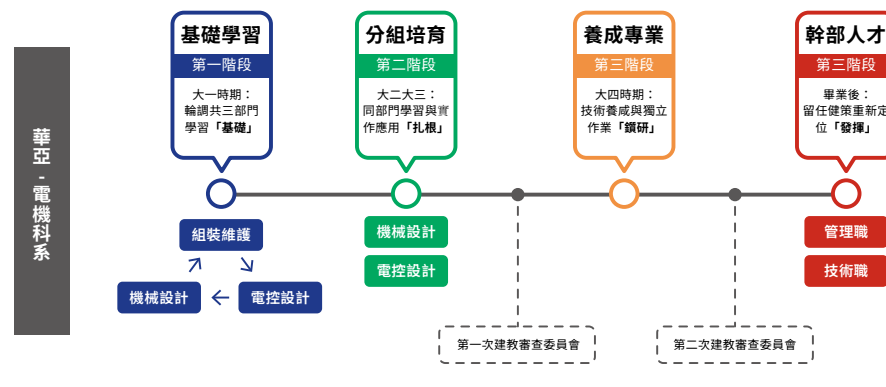 華亞-電機科系
基礎學習
第一階段
大一時期：
輪調共三部門
學習「基礎」
分組培育
第二階段
大二大三：
同部門學習與實
作應用「扎根」
養成專業
第三階段
大四時期：
技術養成與獨立
作業「鑽研」
幹部人才
第三階段
畢業後：
留任健策重新定
位「發揮」
組裝維護
機械設計
電控設計
機械設計
電控設計
管理職
技術職
第一次建教審查委員會
第二次建教審查委員會